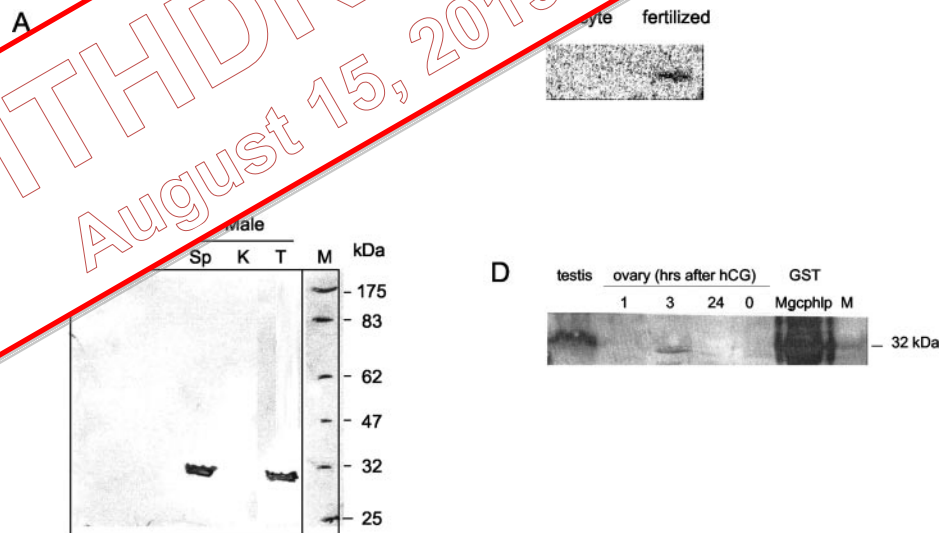 A
fertilized
THDR
August 15, 201
Male
Sp K T M kDa
175
83
62
47
32
25
D
testis ovary (hrs after hCG) GST
1 3 24 0 Mgcphlp M
32 kDa